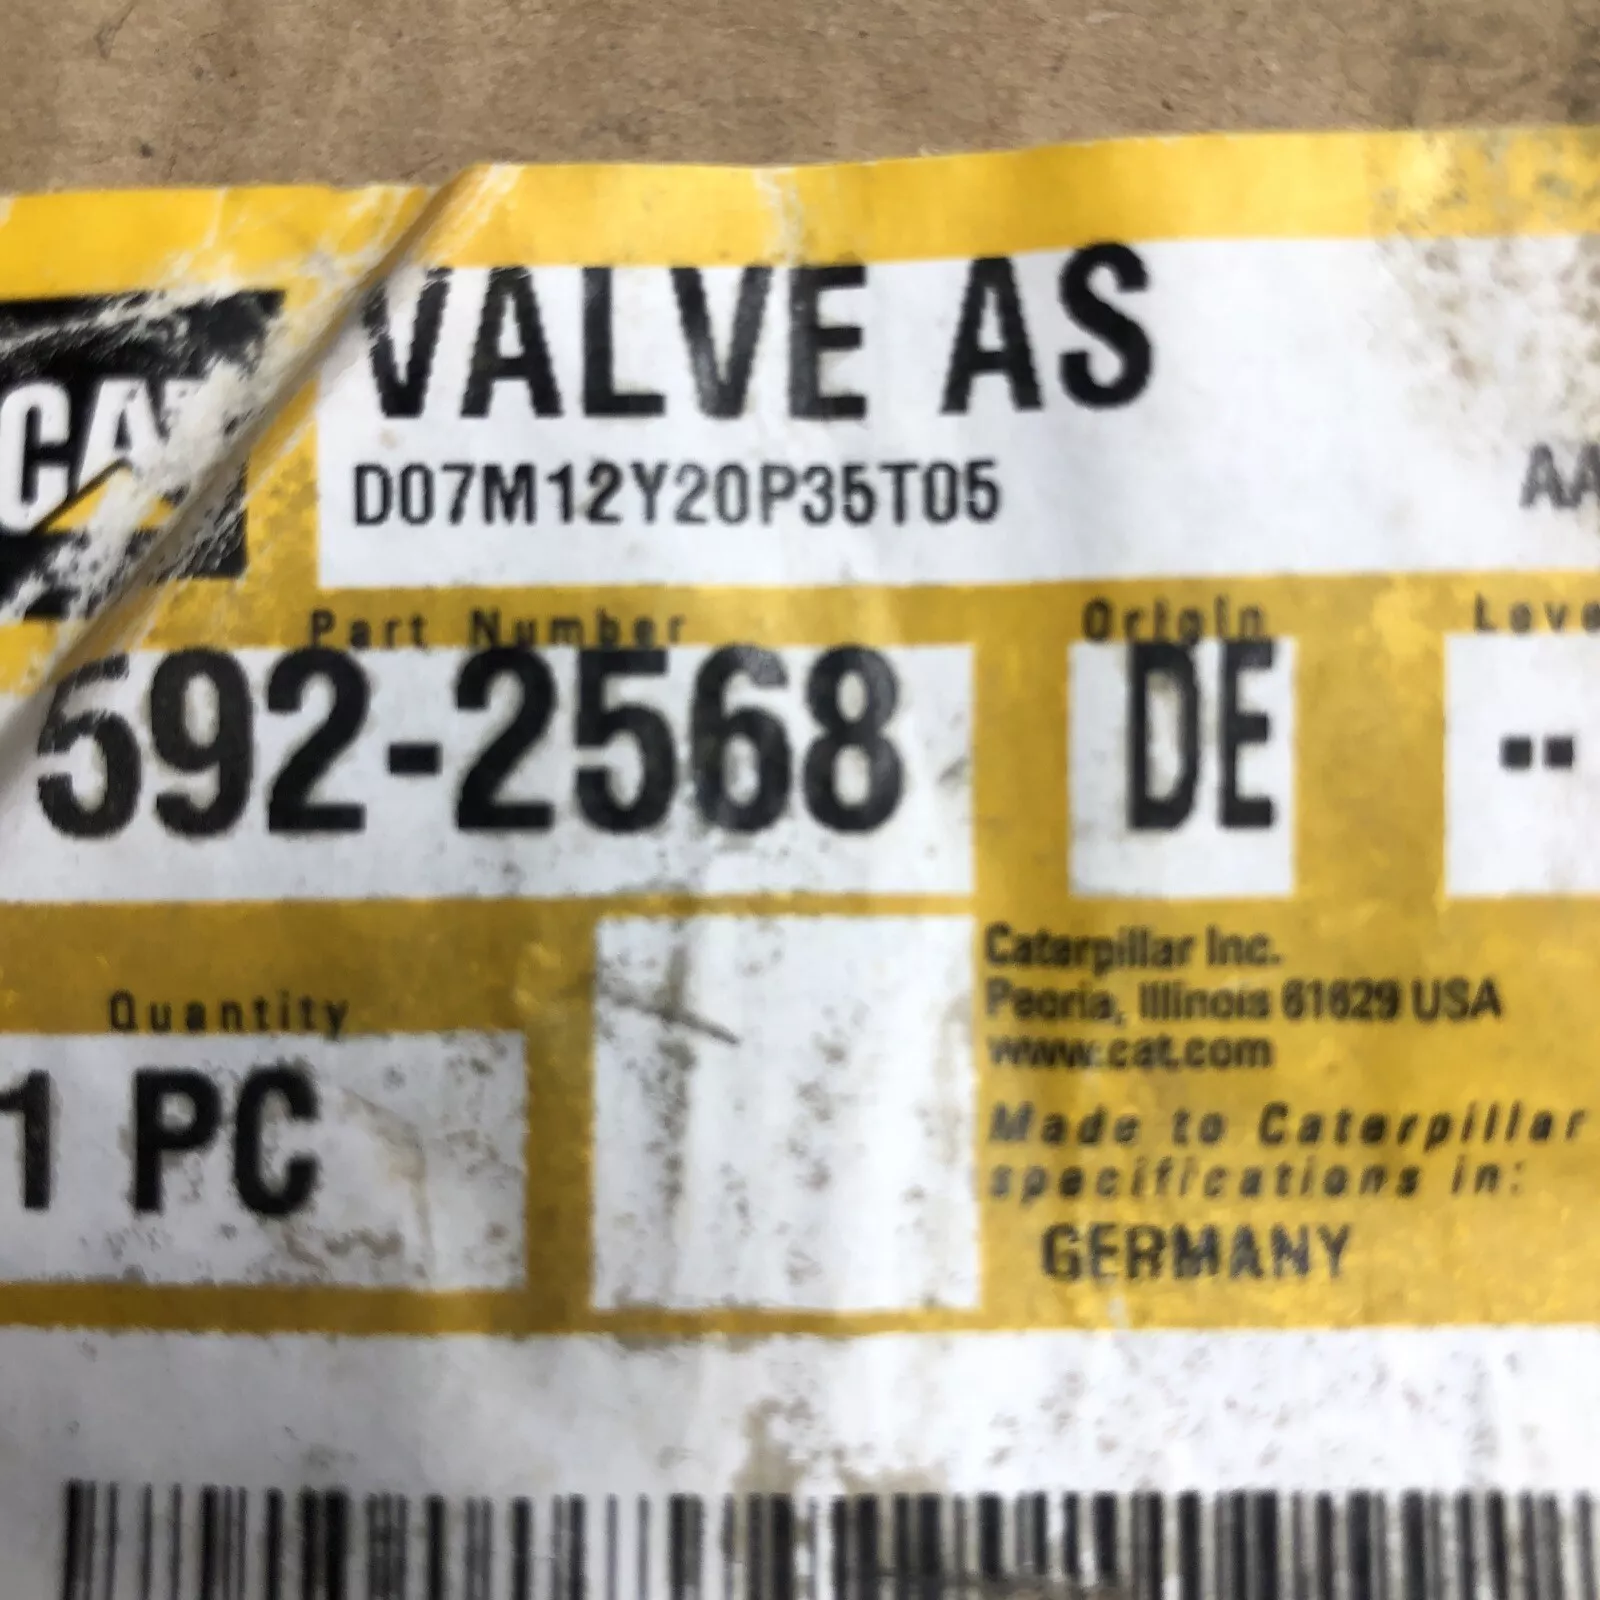 VALVE AS
CAT
D07M12Y20P35T05
AA
Part Number
Origin
592-2568
DE
--
Caterpillar Inc.
Peoria, Illinois 61629 USA
www.cat.com
Quantity
1 PC
Made to Caterpillar
specifications in:
GERMANY